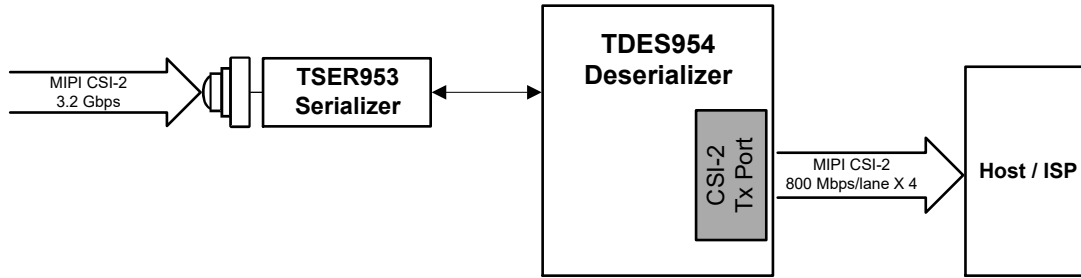 MIPI CSI-2
3.2 Gbps
TSER953
Serializer
TDES954
Deserializer
CSI-2
Tx Port
MIPI CSI-2
800 Mbps/lane X 4
Host / ISP